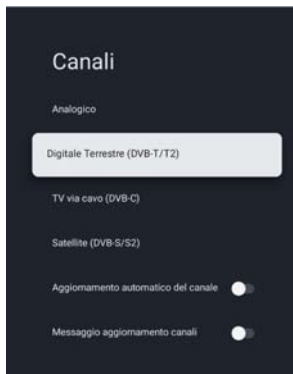 Canali
Analogico
Digitale Terrestre (DVB-T/T2)
TV via cavo (DVB-C)
Satellite (DVB-S/S2)
Aggiornamento automatico del canale
Messaggio aggiornamento canali